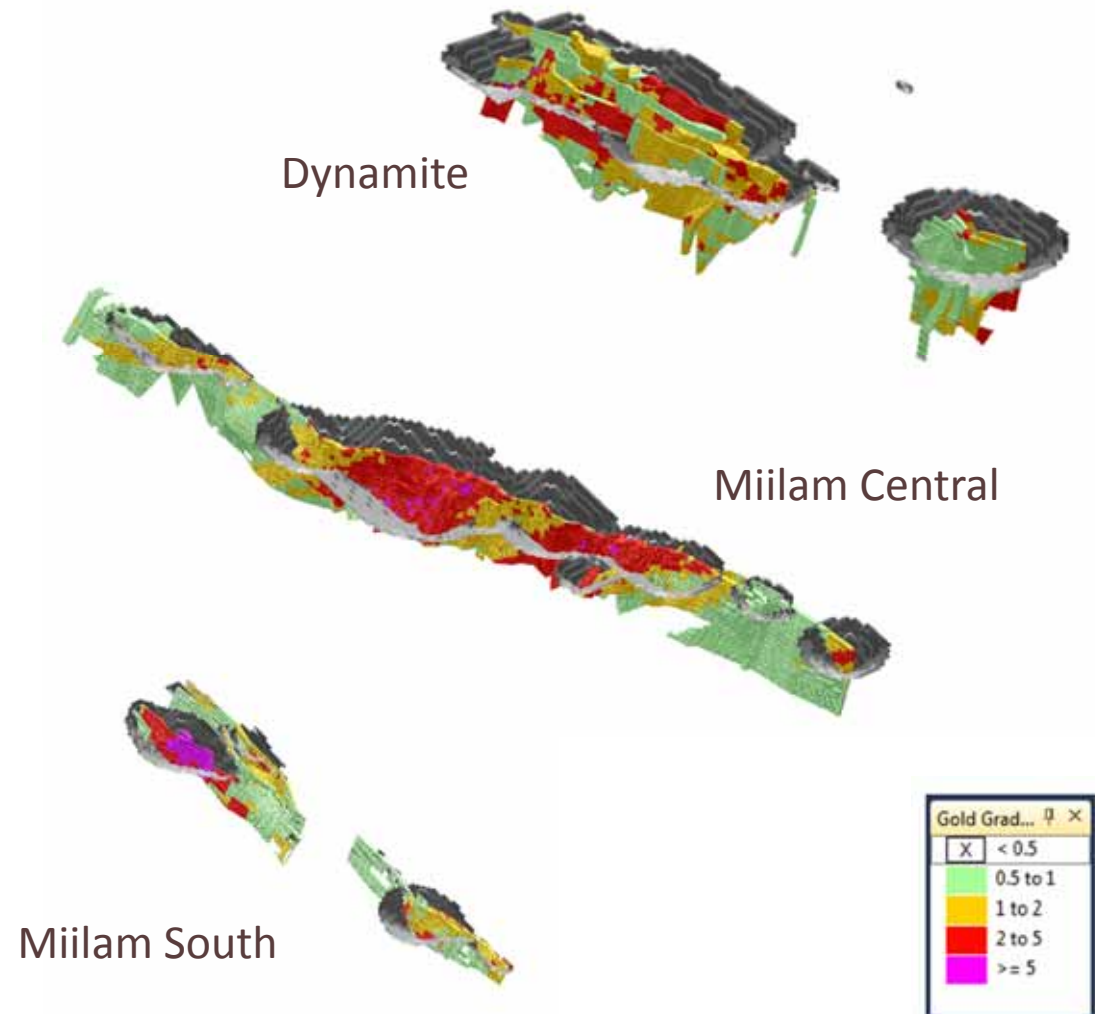 Dynamite
Miilam Central
Miilam South
Gold Grad...
X < 0.5
0.5 to 1
1 to 2
2 to 5
>= 5